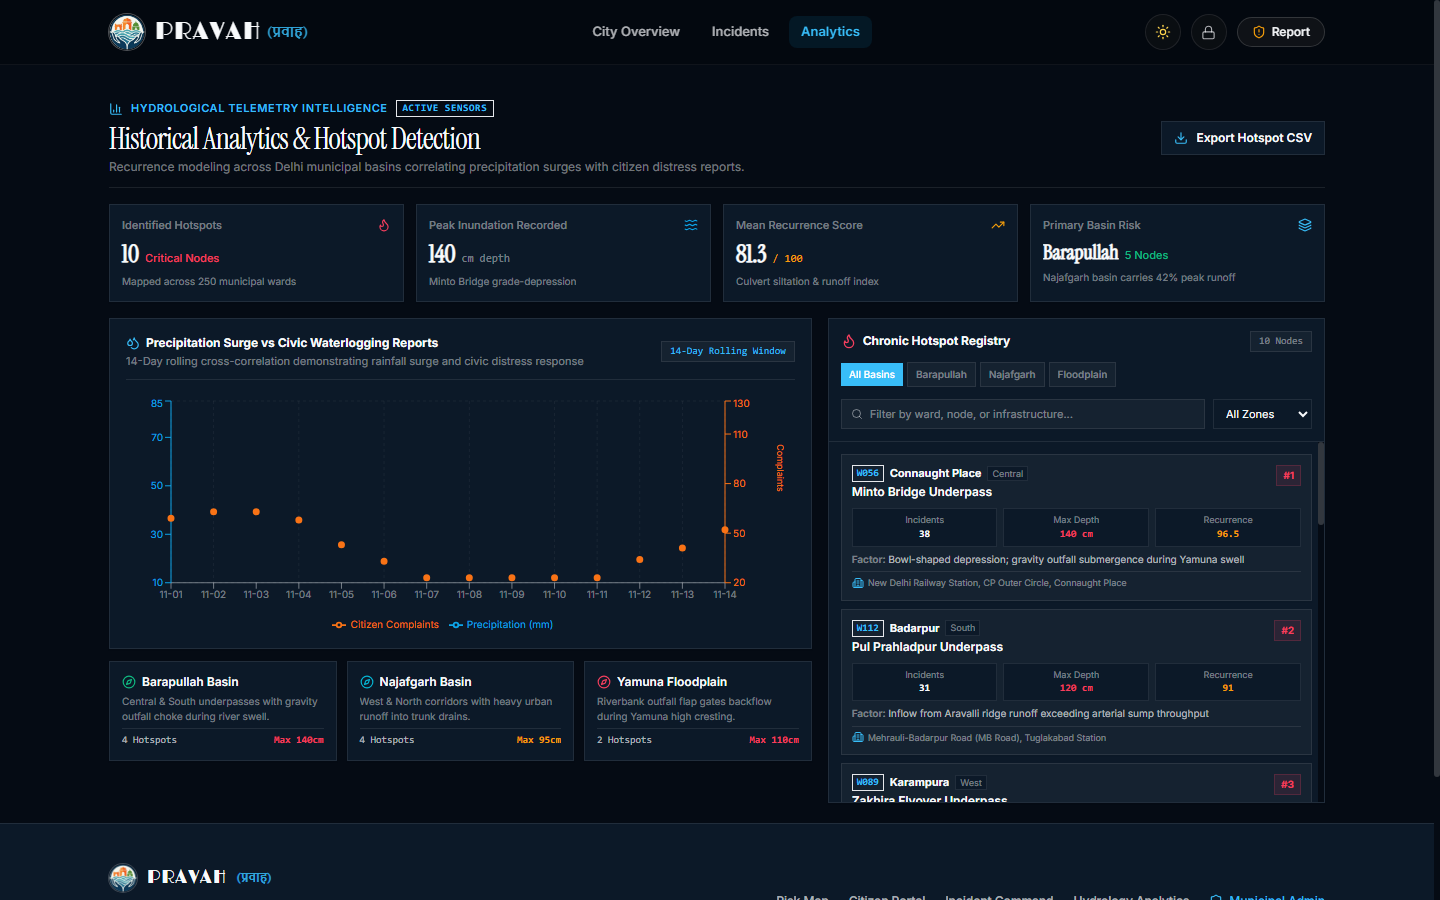 PRAVAH (प्रवाह)
City Overview
Incidents
Analytics
Report
HYDROLOGICAL TELEMETRY INTELLIGENCE
ACTIVE SENSORS
Historical Analytics & Hotspot Detection
Recurrence modeling across Delhi municipal basins correlating precipitation surges with citizen distress reports.
Export Hotspot CSV
Identified Hotspots
10 Critical Nodes
Mapped across 250 municipal wards
Peak Inundation Recorded
140 cm depth
Minto Bridge grade-depression
Mean Recurrence Score
81.3 / 100
Culvert siltation & runoff index
Primary Basin Risk
Barapullah 5 Nodes
Najafgarh basin carries 42% peak runoff
Precipitation Surge vs Civic Waterlogging Reports
14-Day rolling cross-correlation demonstrating rainfall surge and civic distress response
14-Day Rolling Window
85
70
50
30
10
130
110
80
50
20
Complaints
11-01 11-02 11-03 11-04 11-05 11-06 11-07 11-08 11-09 11-10 11-11 11-12 11-13 11-14
Citizen Complaints
Precipitation (mm)
Barapullah Basin
Central & South underpasses with gravity
outfall choke during river swell.
4 Hotspots
Max 140cm
Najafgarh Basin
West & North corridors with heavy urban
runoff into trunk drains.
4 Hotspots
Max 95cm
Yamuna Floodplain
Riverbank outfall flap gates backflow
during Yamuna high cresting.
2 Hotspots
Max 110cm
Chronic Hotspot Registry
10 Nodes
All Basins
Barapullah
Najafgarh
Floodplain
Filter by ward, node, or infrastructure...
All Zones
W056 Connaught Place Central
#1
Minto Bridge Underpass
Incidents
38
Max Depth
140 cm
Recurrence
96.5
Factor: Bowl-shaped depression; gravity outfall submergence during Yamuna swell
New Delhi Railway Station, CP Outer Circle, Connaught Place
W112 Badarpur South
#2
Pul Prahladpur Underpass
Incidents
31
Max Depth
120 cm
Recurrence
91
Factor: Inflow from Aravalli ridge runoff exceeding arterial sump throughput
Mehrauli-Badarpur Road (MB Road), Tuglakabad Station
W089 Karampura West
#3
Zakhira Flyover Underpass
PRAVAH (प्रवाह)
Risk Map
Citizen Portal
Incident Command
Hydrology Analytics
Municipal Admin